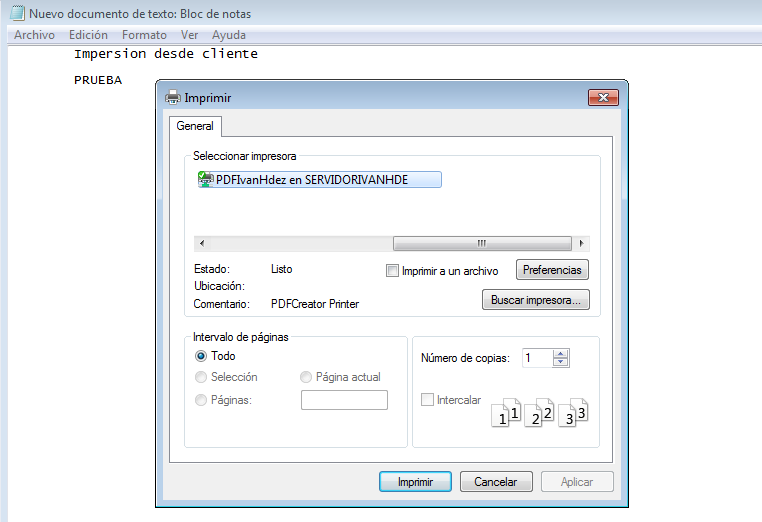 Nuevo documento de texto: Bloc de notas
Archivo Edición Formato Ver Ayuda
Impersion desde cliente
PRUEBA
Imprimir
General
Seleccionar impresora
PDFIvanHdez en SERVIDORIVANHDE
Estado: Listo
Imprimir a un archivo
Preferencias
Ubicación:
Comentario: PDFCreator Printer
Buscar impresora...
Intervalo de páginas
Todo
Selección
Página actual
Páginas:
Número de copias: 1
Intercalar
1 1 2 2 3 3
Imprimir Cancelar Aplicar